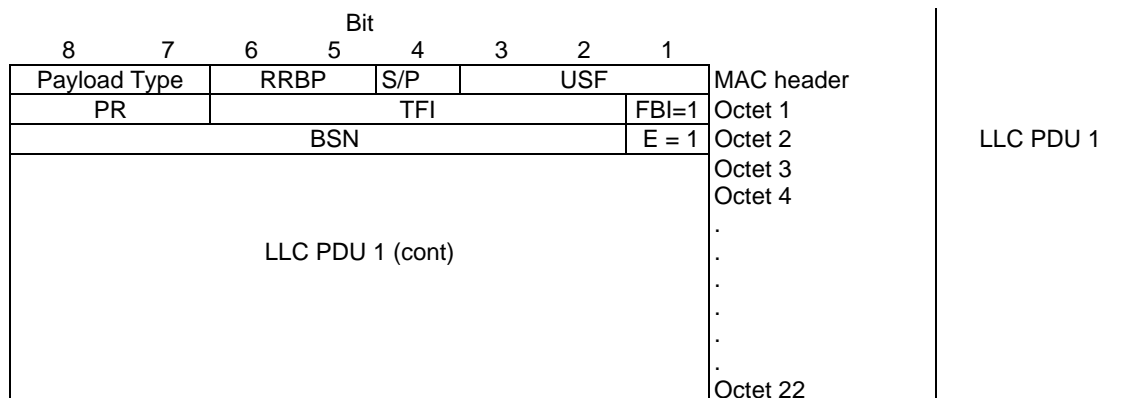 Bit
8 7 6 5 4 3 2 1
Payload Type RRBP S/P USF MAC header
PR TFI FBI=1 Octet 1
BSN E = 1 Octet 2 LLC PDU 1
Octet 3
Octet 4
.
LLC PDU 1 (cont) .
.
.
.
.
Octet 22